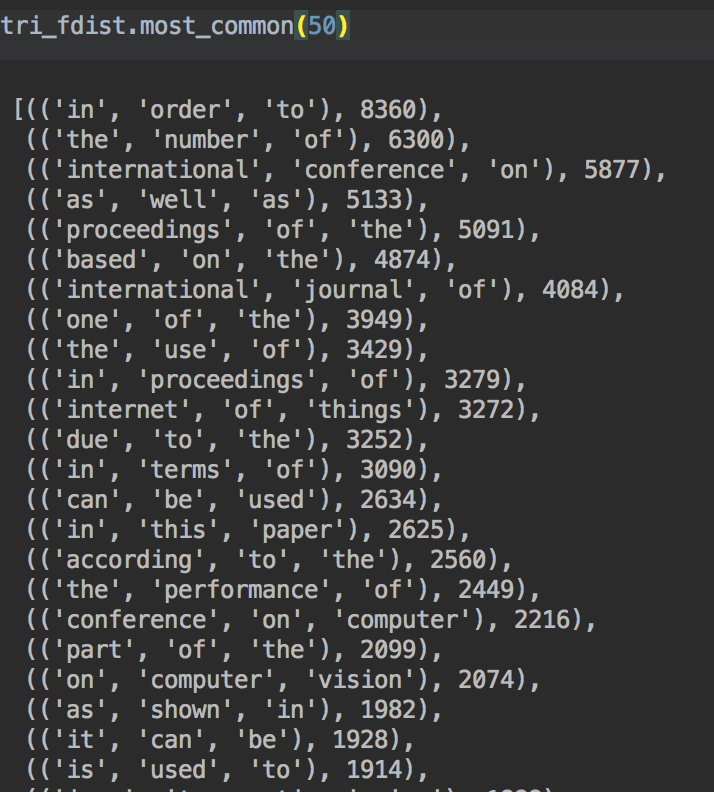 tri_fdist.most_common(50)
[(('in', 'order', 'to'), 8360),
(('the', 'number', 'of'), 6300),
(('international', 'conference', 'on'), 5877),
(('as', 'well', 'as'), 5133),
(('proceedings', 'of', 'the'), 5091),
(('based', 'on', 'the'), 4874),
(('international', 'journal', 'of'), 4084),
(('one', 'of', 'the'), 3949),
(('the', 'use', 'of'), 3429),
(('in', 'proceedings', 'of'), 3279),
(('internet', 'of', 'things'), 3272),
(('due', 'to', 'the'), 3252),
(('in', 'terms', 'of'), 3090),
(('can', 'be', 'used'), 2634),
(('in', 'this', 'paper'), 2625),
(('according', 'to', 'the'), 2560),
(('the', 'performance', 'of'), 2449),
(('conference', 'on', 'computer'), 2216),
(('part', 'of', 'the'), 2099),
(('on', 'computer', 'vision'), 2074),
(('as', 'shown', 'in'), 1982),
(('it', 'can', 'be'), 1928),
(('is', 'used', 'to'), 1914),